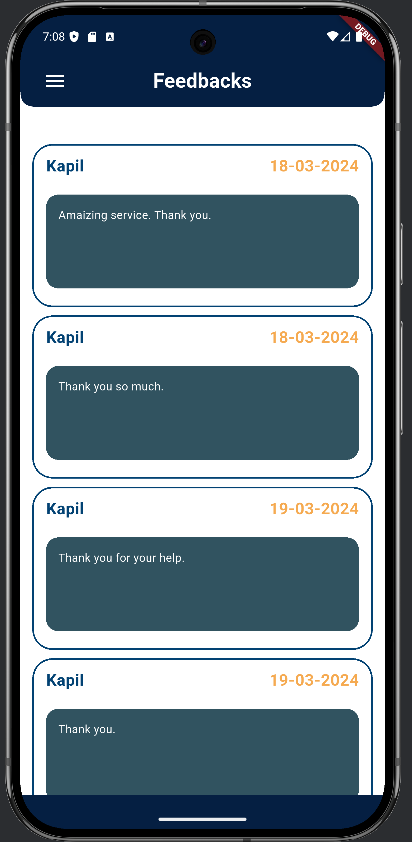 7:08
DEBUG
Feedbacks
Kapil 18-03-2024
Amaizing service. Thank you.
Kapil 18-03-2024
Thank you so much.
Kapil 19-03-2024
Thank you for your help.
Kapil 19-03-2024
Thank you.